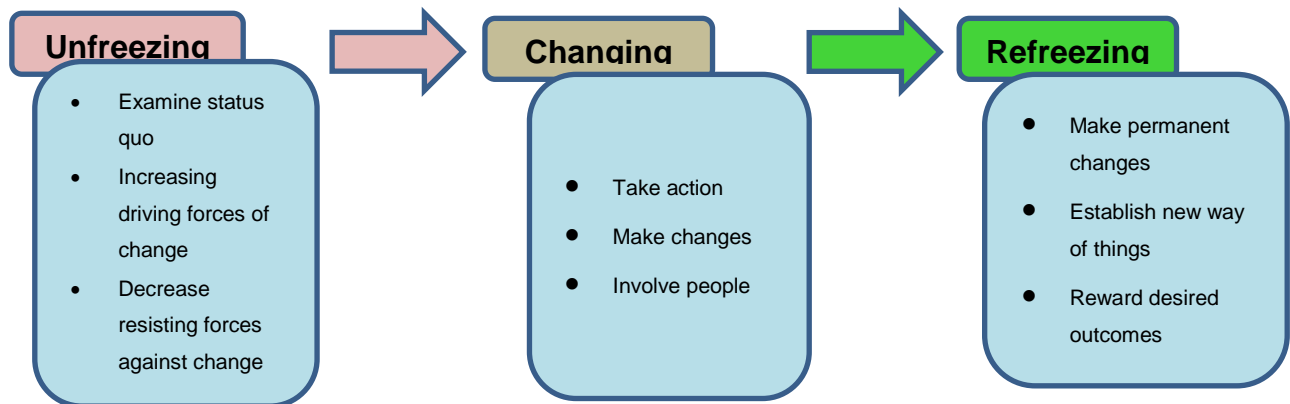 Unfreezing
• Examine status
quo
• Increasing
driving forces of
change
• Decrease
resisting forces
against change
Changing
• Take action
• Make changes
• Involve people
Refreezing
• Make permanent
changes
• Establish new way
of things
• Reward desired
outcomes